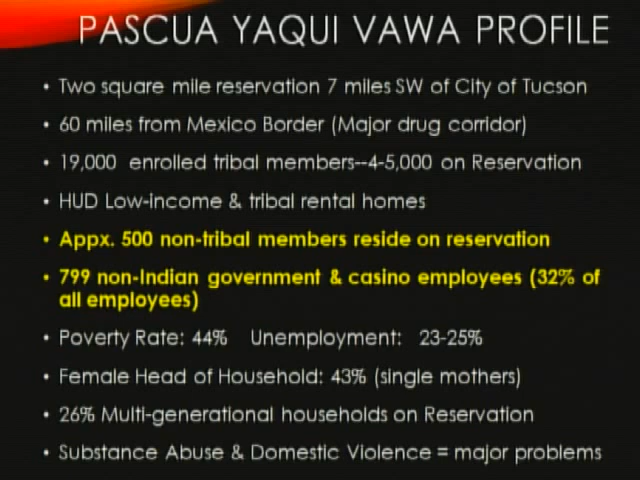 PASCUA YAQUI VAWA PROFILE
• Two square mile reservation 7 miles SW of City of Tucson
• 60 miles from Mexico Border (Major drug corridor)
• 19,000 enrolled tribal members--4-5,000 on Reservation
• HUD Low-income & tribal rental homes
• Appx. 500 non-tribal members reside on reservation
• 799 non-Indian government & casino employees (32% of
all employees)
• Poverty Rate: 44% Unemployment: 23-25%
• Female Head of Household: 43% (single mothers)
• 26% Multi-generational households on Reservation
• Substance Abuse & Domestic Violence = major problems